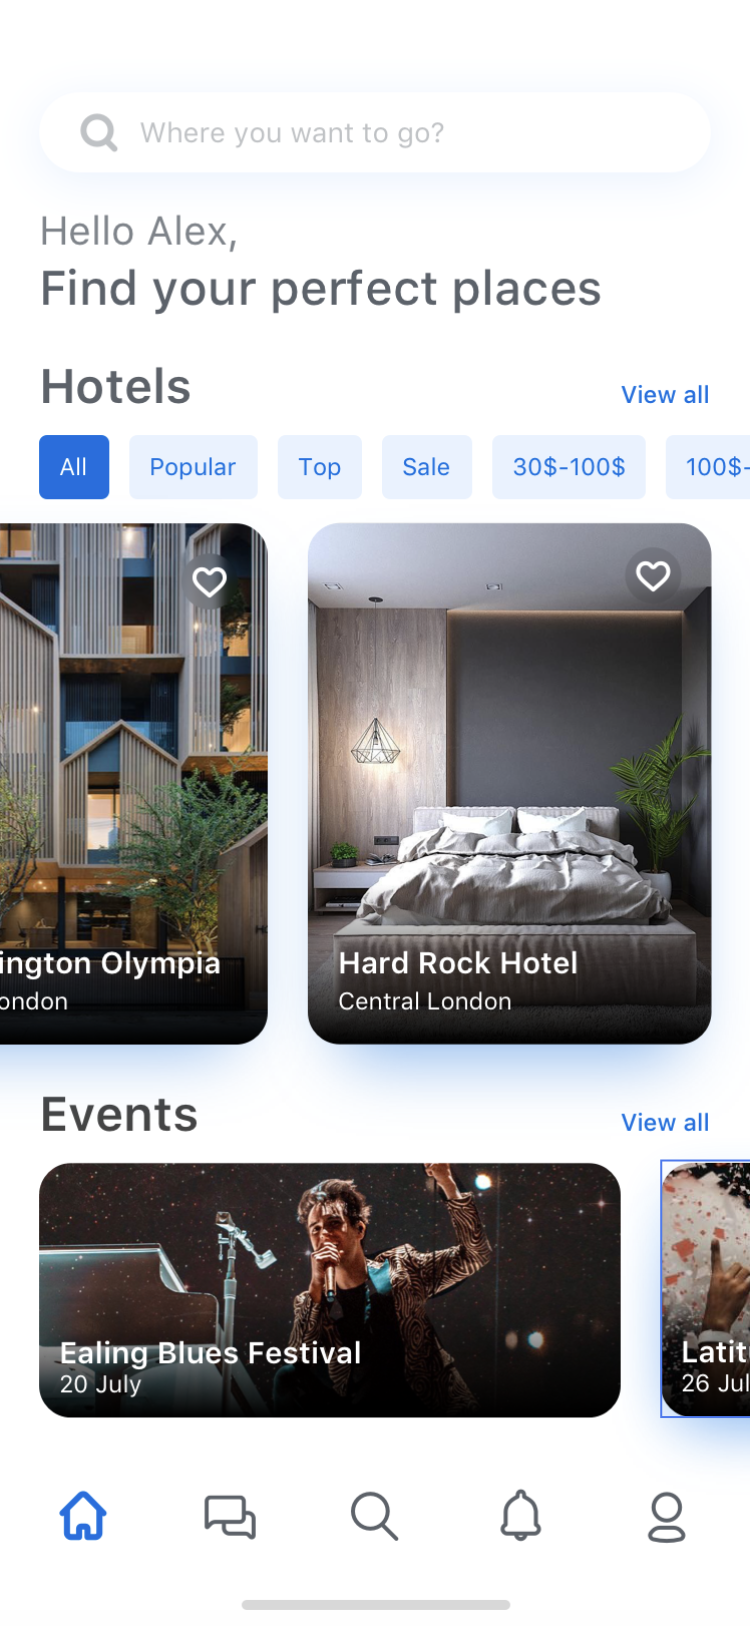 Where you want to go?
Hello Alex,
Find your perfect places
Hotels
View all
All
Popular
Top
Sale
30$-100$
100$-
ington Olympia
ondon
Hard Rock Hotel
Central London
Events
View all
Ealing Blues Festival
20 July
Latit
26 Jul